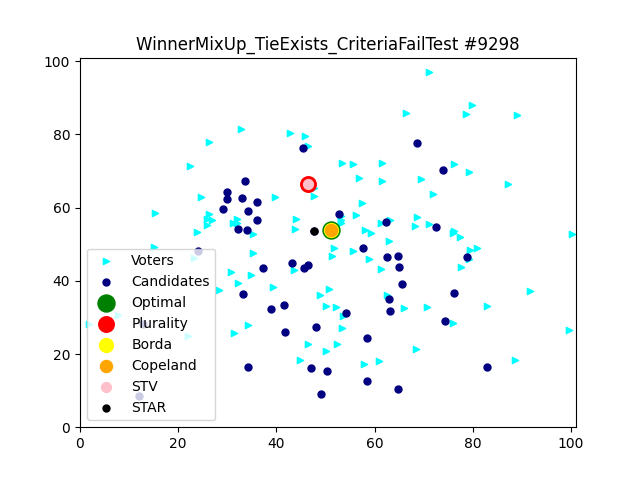 WinnerMixUp_TieExists_CriteriaFailTest #9298
100
80
60
40
20
0
0
20
40
60
80
100
Voters
Candidates
Optimal
Plurality
Borda
Copeland
STV
STAR